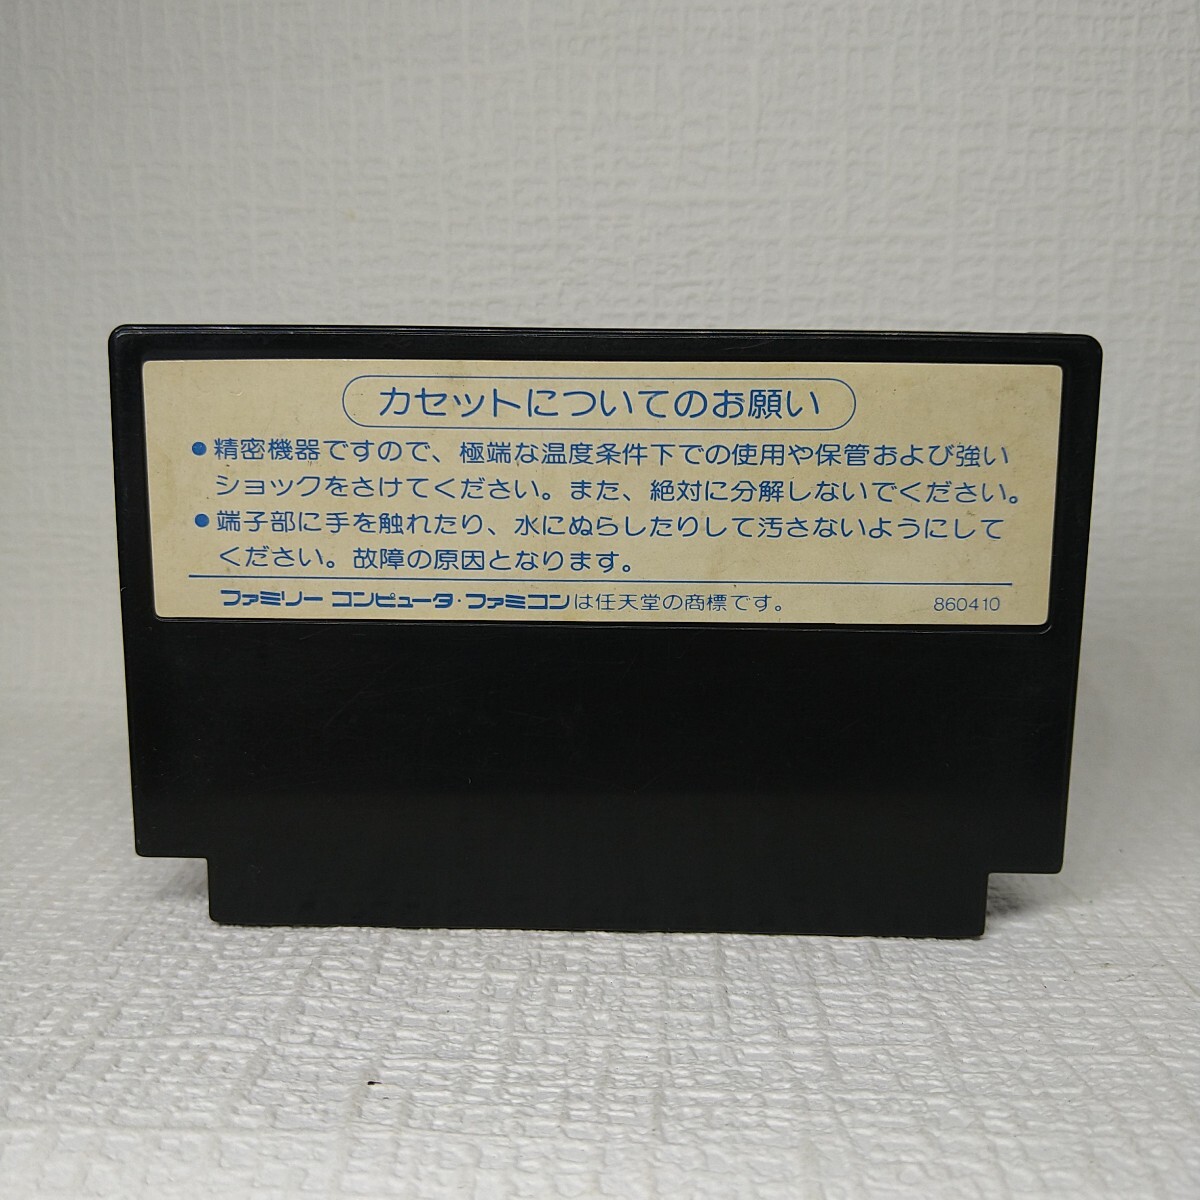 カセットについてのお願い
●精密機器ですので、極端な温度条件下での使用や保管および強い
ショックをさけてください。また、絶対に分解しないでください。
●端子部に手を触れたり、水にぬらしたりして汚さないようにして
ください。故障の原因となります。
ファミリー コンピュータ・ファミコンは任天堂の商標です。 860410